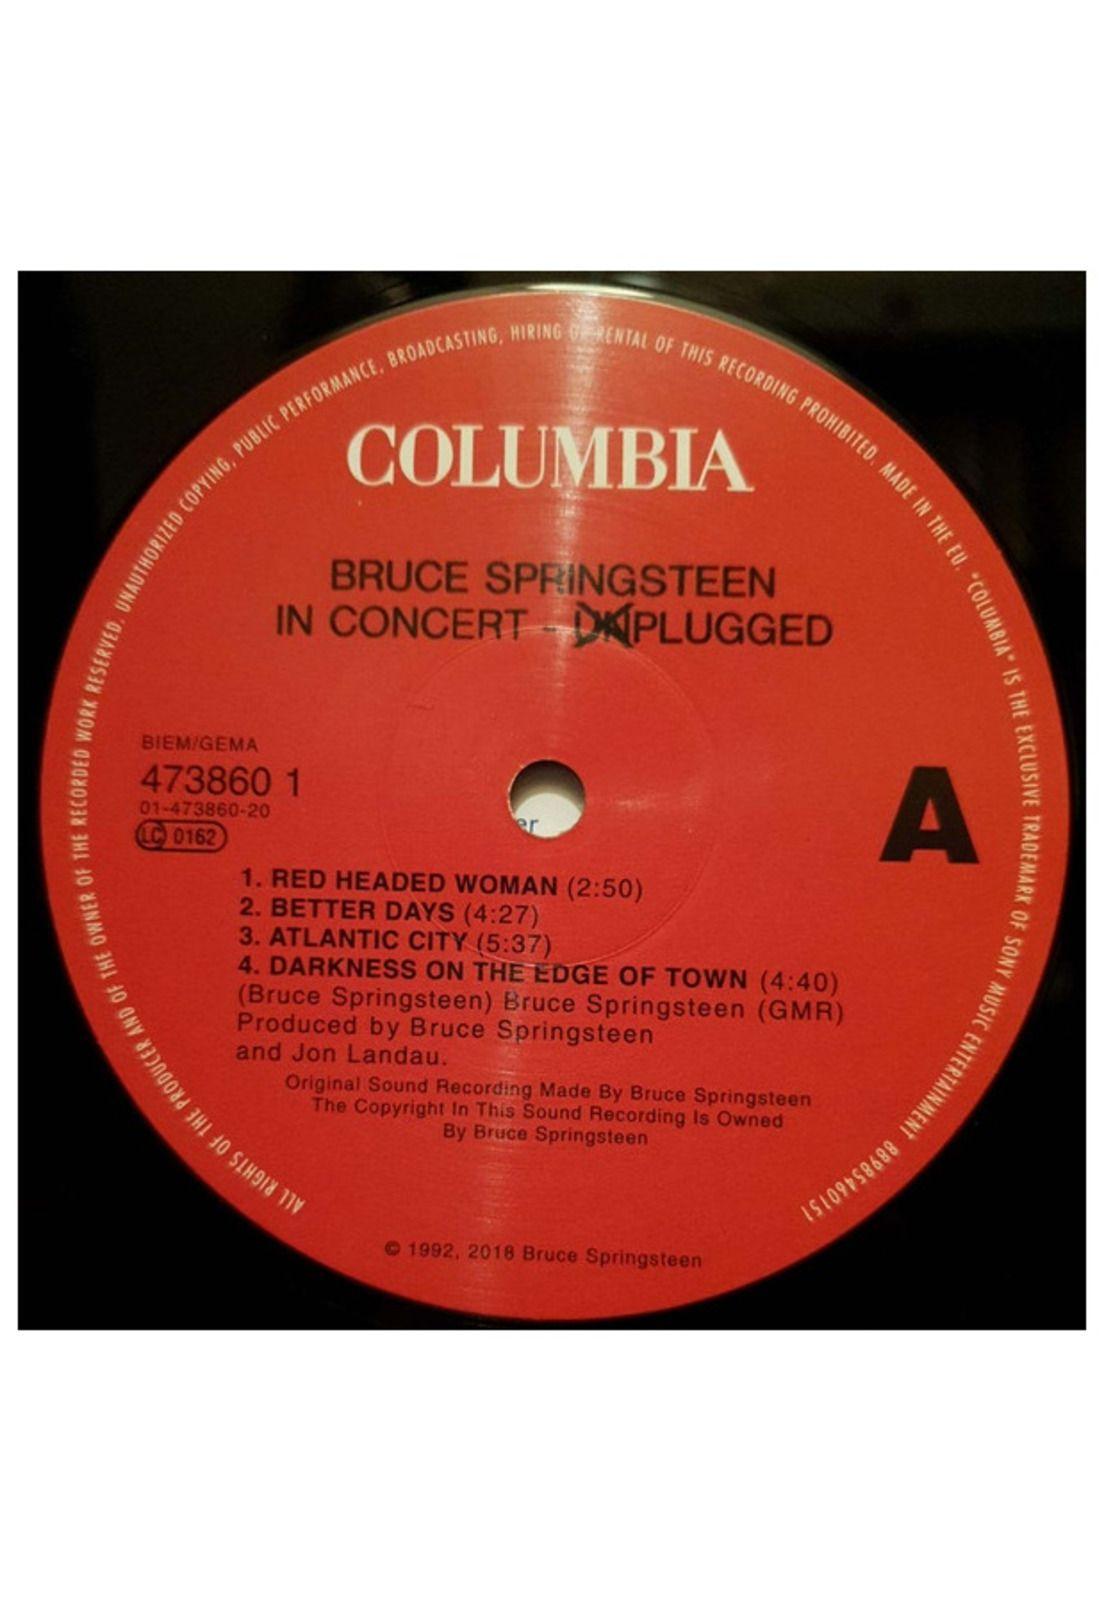 ALL RIGHTS OF THE PRODUCER AND OF THE OWNER OF THE RECORDED WORK RESERVED. UNAUTHORIZED COPYING, PUBLIC PERFORMANCE, BROADCASTING, HIRING OR RENTAL OF THIS RECORDING PROHIBITED. MADE IN THE EU. "COLUMBIA" IS THE EXCLUSIVE TRADEMARK OF SONY MUSIC ENTERTAINMENT 88985460151
COLUMBIA
BRUCE SPRINGSTEEN
IN CONCERT - UNPLUGGED
BIEM/GEMA
473860 1
01-473860-20
LC 0162
A
er
1. RED HEADED WOMAN (2:50)
2. BETTER DAYS (4:27)
3. ATLANTIC CITY (5:37)
4. DARKNESS ON THE EDGE OF TOWN (4:40)
(Bruce Springsteen) Bruce Springsteen (GMR)
Produced by Bruce Springsteen
and Jon Landau.
Original Sound Recording Made By Bruce Springsteen
The Copyright In This Sound Recording Is Owned
By Bruce Springsteen
© 1992, 2018 Bruce Springsteen